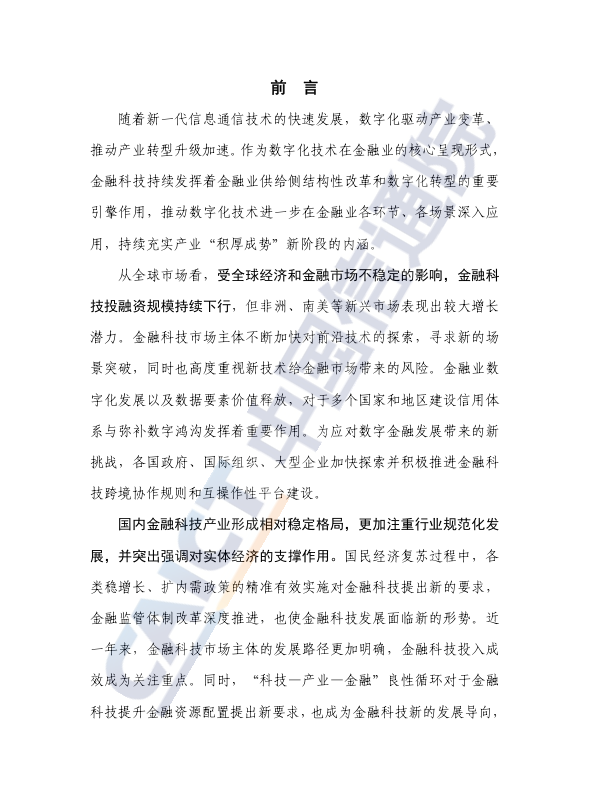 前 言
随着新一代信息通信技术的快速发展，数字化驱动产业变革、
推动产业转型升级加速。作为数字化技术在金融业的核心呈现形式，
金融科技持续发挥着金融业供给侧结构性改革和数字化转型的重要
引擎作用，推动数字化技术进一步在金融业各环节、各场景深入应
用，持续充实产业“积厚成势”新阶段的内涵。
从全球市场看，受全球经济和金融市场不稳定的影响，金融科
技投融资规模持续下行，但非洲、南美等新兴市场表现出较大增长
潜力。金融科技市场主体不断加快对前沿技术的探索，寻求新的场
景突破，同时也高度重视新技术给金融市场带来的风险。金融业数
字化发展以及数据要素价值释放，对于多个国家和地区建设信用体
系与弥补数字鸿沟发挥着重要作用。为应对数字金融发展带来的新
挑战，各国政府、国际组织、大型企业加快探索并积极推进金融科
技跨境协作规则和互操作性平台建设。
国内金融科技产业形成相对稳定格局，更加注重行业规范化发
展，并突出强调对实体经济的支撑作用。国民经济复苏过程中，各
类稳增长、扩内需政策的精准有效实施对金融科技提出新的要求，
金融监管体制改革深度推进，也使金融科技发展面临新的形势。近
一年来，金融科技市场主体的发展路径更加明确，金融科技投入成
效成为关注重点。同时，“科技—产业—金融”良性循环对于金融
科技提升金融资源配置提出新要求，也成为金融科技新的发展导向，
CAICT 中国信通院